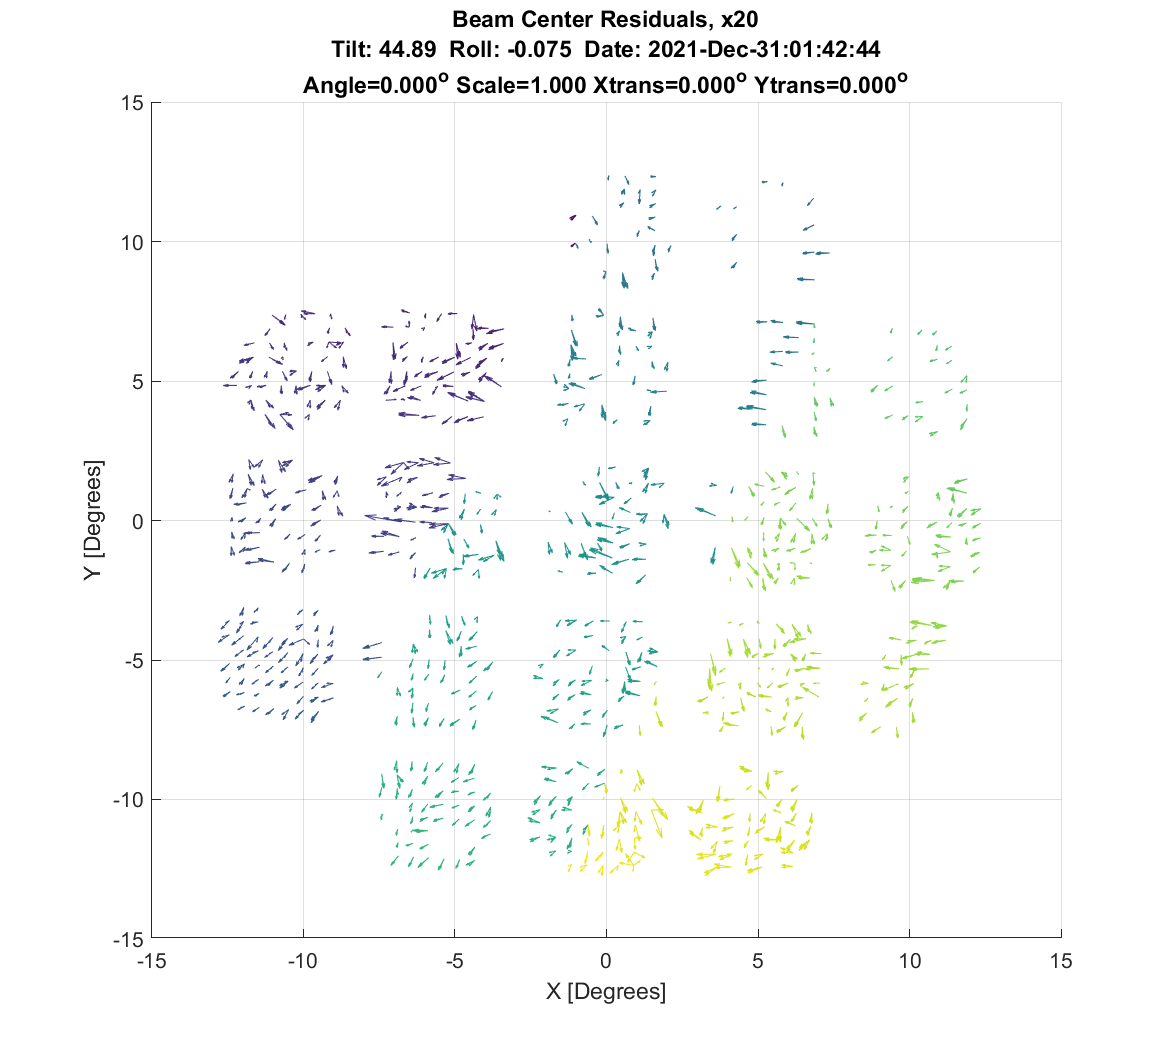 Beam Center Residuals, x20
Tilt: 44.89 Roll: -0.075 Date: 2021-Dec-31:01:42:44
Angle=0.000° Scale=1.000 Xtrans=0.000° Ytrans=0.000°
15
10
5
0
-5
-10
-15
Y [Degrees]
-15 -10 -5 0 5 10 15
X [Degrees]